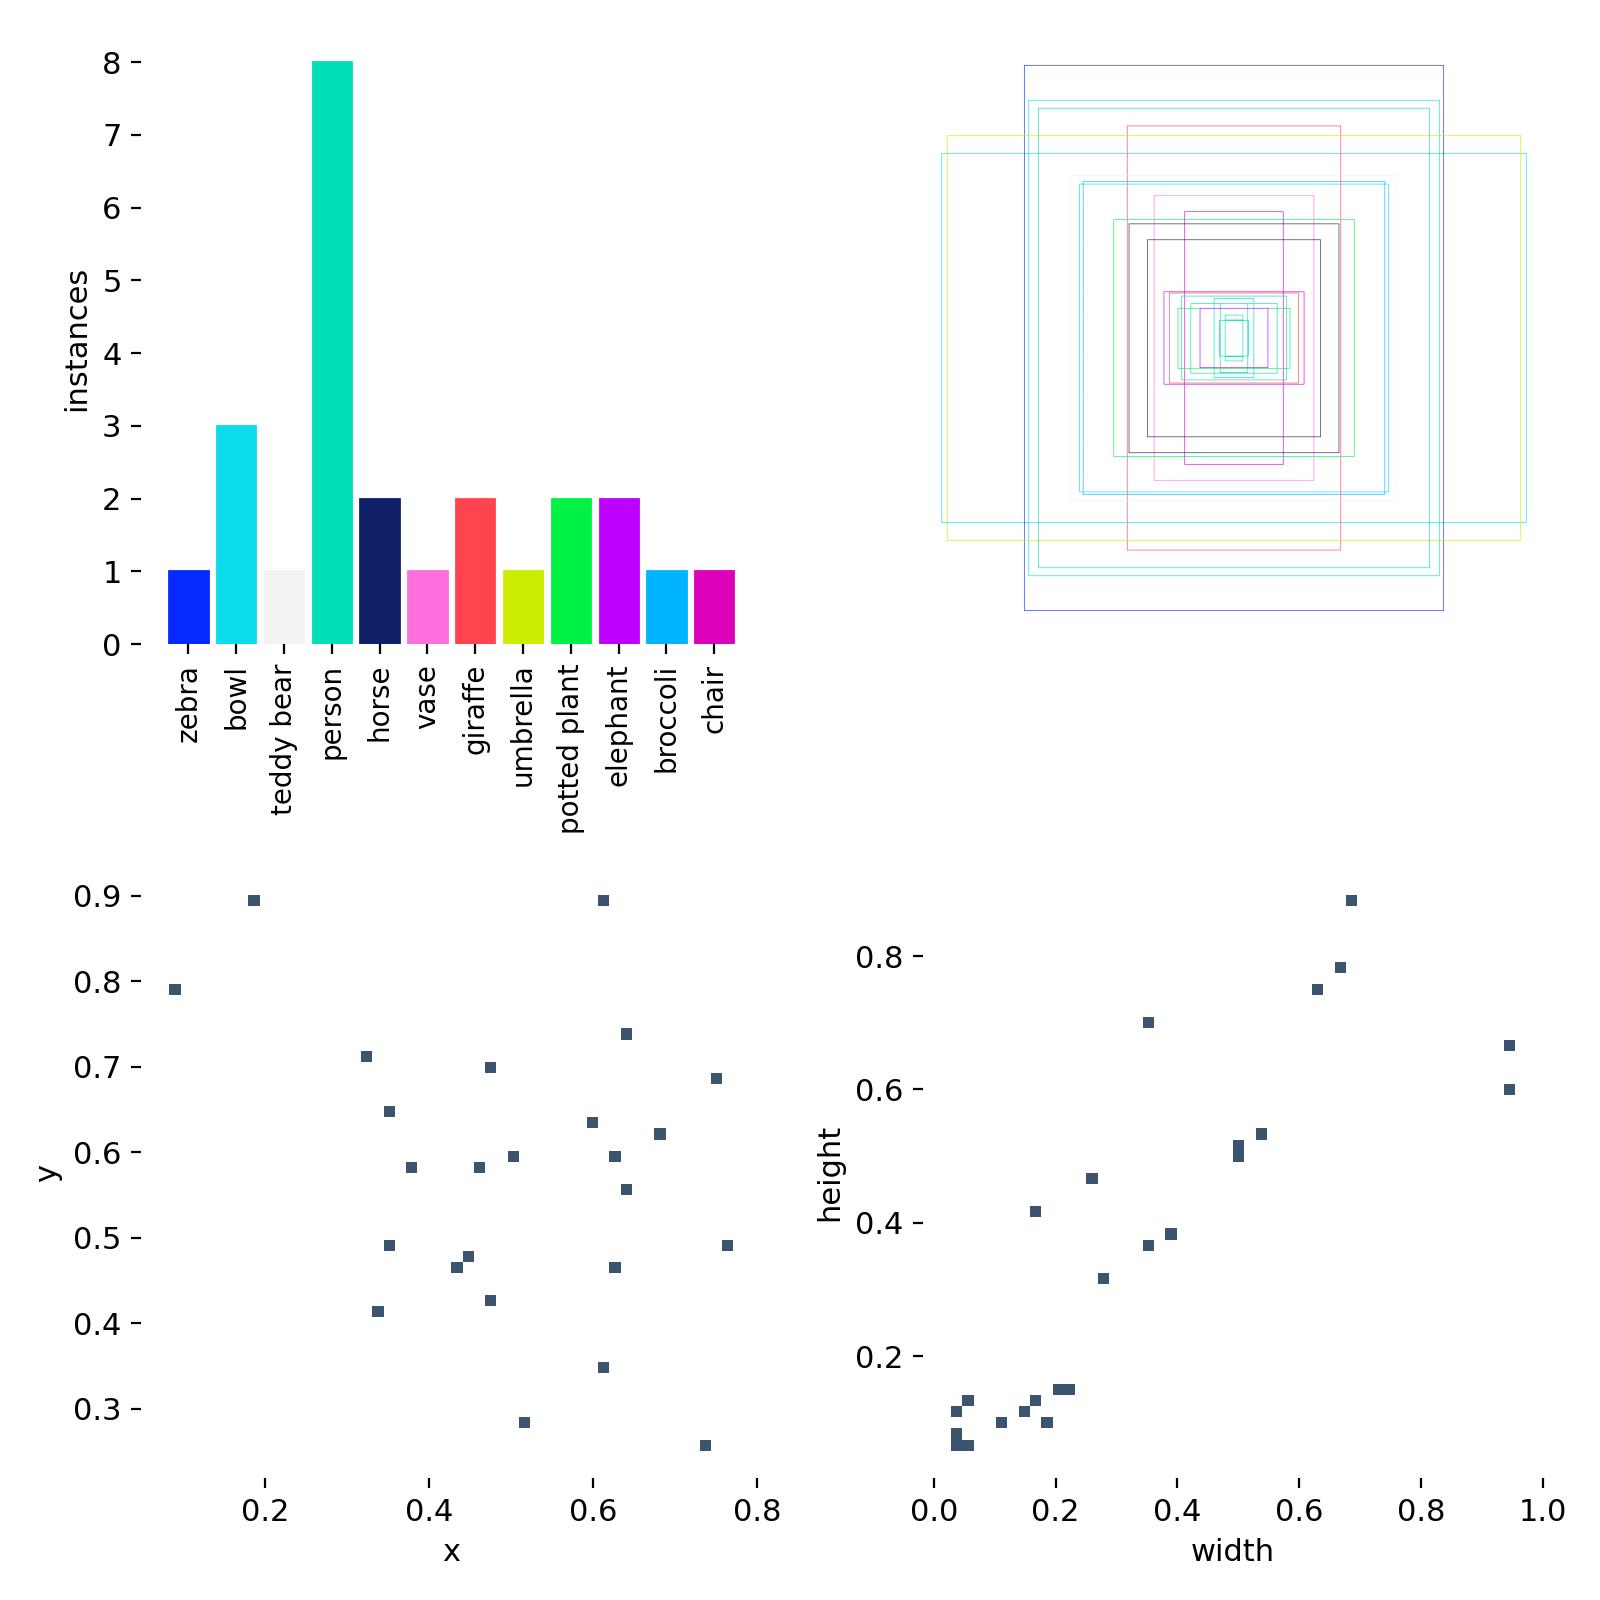 8
7
6
5
4
3
2
1
0
instances
zebra
bowl
teddy bear
person
horse
vase
giraffe
umbrella
potted plant
elephant
broccoli
chair
0.9
0.8
0.7
0.6
0.5
0.4
0.3
y
0.2 0.4 0.6 0.8
x
0.8
0.6
0.4
0.2
height
0.0 0.2 0.4 0.6 0.8 1.0
width